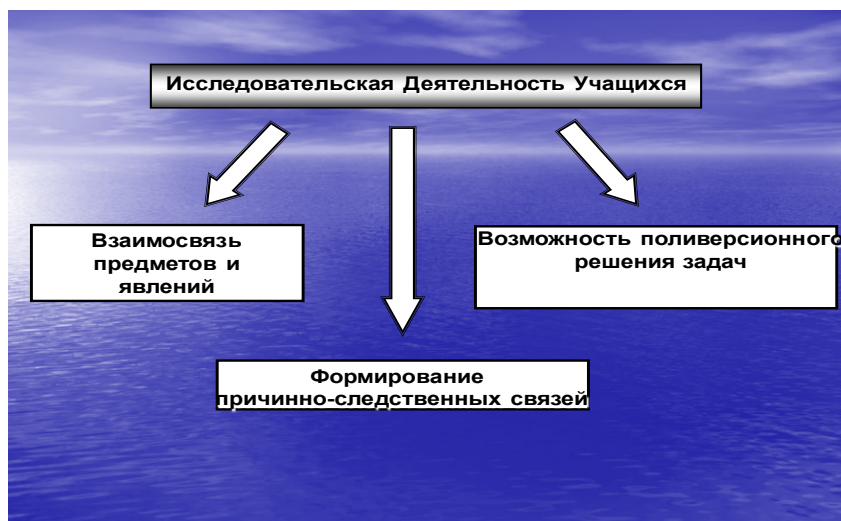 Исследовательская Деятельность Учащихся
Взаимосвязь
предметов и
явлений
Возможность поливерсионного
решения задач
Формирование
причинно-следственных связей